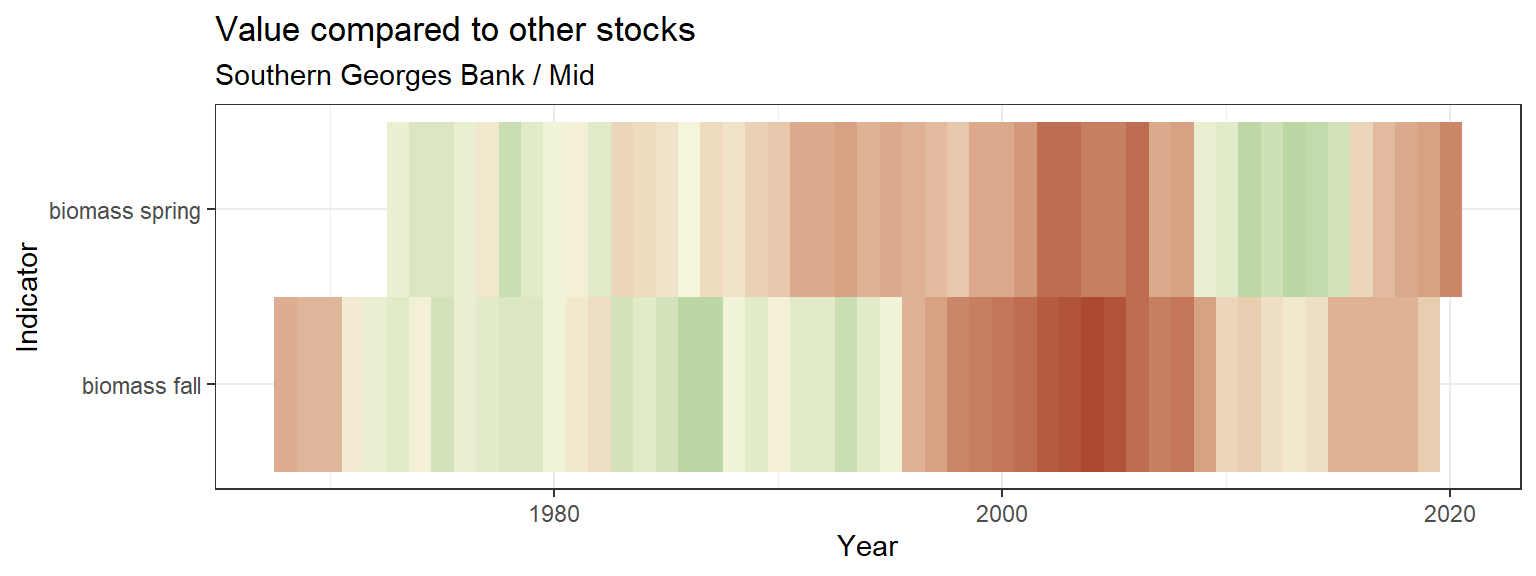 Value compared to other stocks
Southern Georges Bank / Mid
Indicator
biomass spring
biomass fall
1980
2000
2020
Year